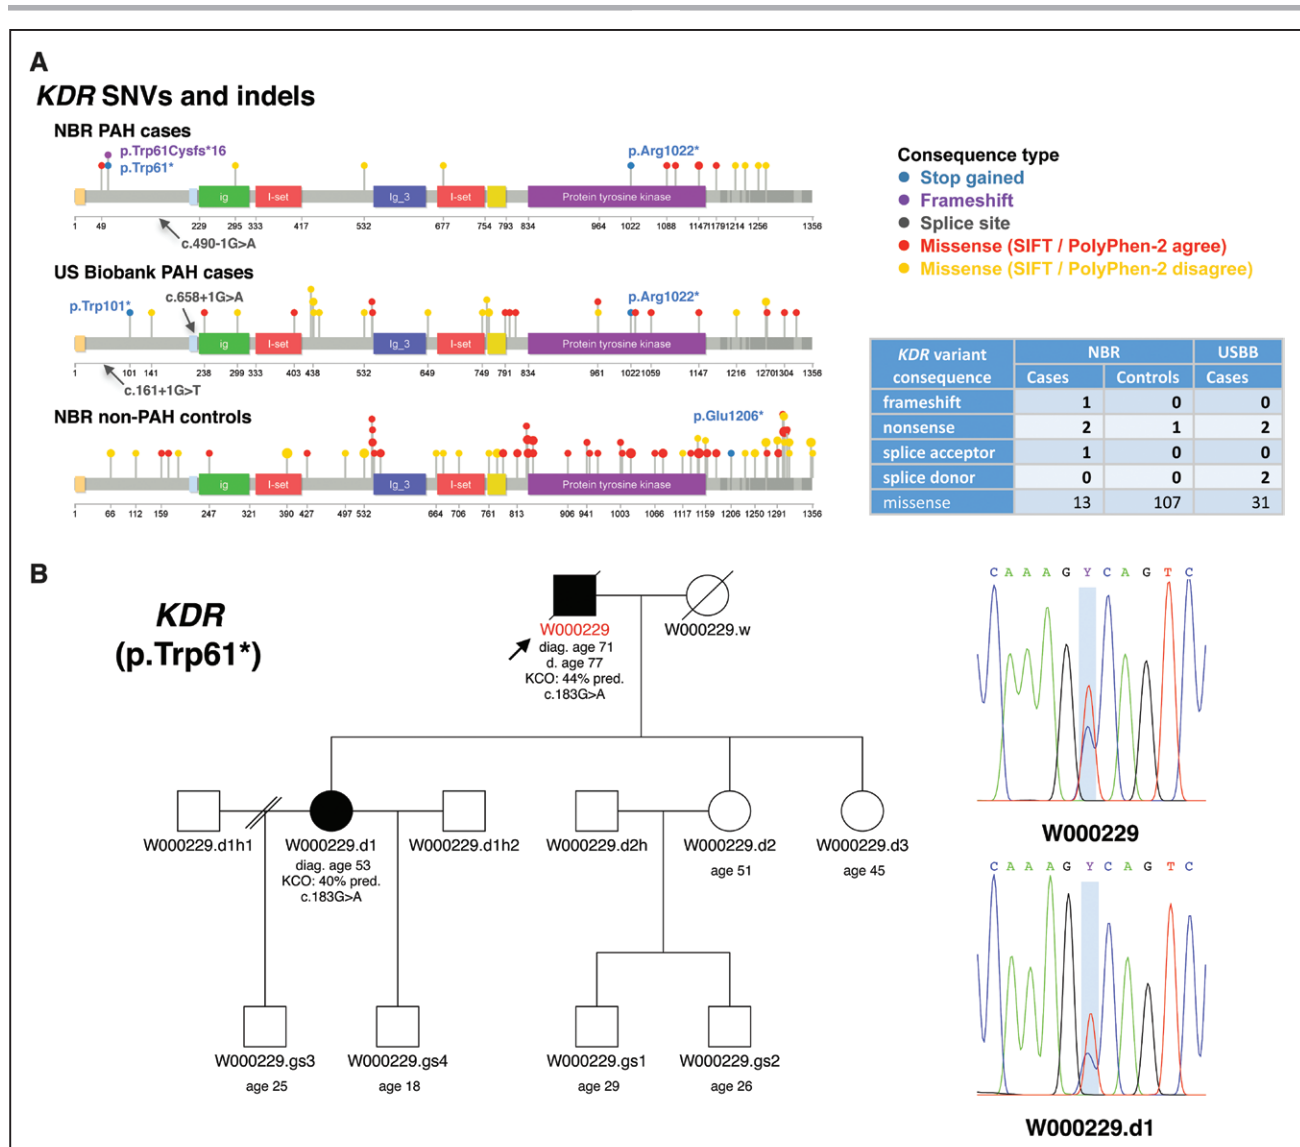 A
KDR SNVs and indels
NBR PAH cases
p.Trp61Cysfs*16
p.Trp61*
p.Arg1022*
ig
I-set
Ig_3
I-set
Protein tyrosine kinase
1 49 229 295 333 417 532 677 754 793 834 964 1022 1088 1147 1179 1214 1256 1356
c.490-1G>A
US Biobank PAH cases
c.658+1G>A
p.Trp101*
p.Arg1022*
ig
I-set
Ig_3
I-set
Protein tyrosine kinase
1 101 141 238 299 333 403 438 532 649 749 791 834 961 1022 1059 1147 1216 1270 1304 1356
c.161+1G>T
NBR non-PAH controls
p.Glu1206*
ig
I-set
Ig_3
I-set
Protein tyrosine kinase
1 66 112 159 247 321 390 427 497 532 664 706 761 813 906 941 1003 1066 1117 1159 1206 1250 1291 1356
Consequence type
Stop gained
Frameshift
Splice site
Missense (SIFT / PolyPhen-2 agree)
Missense (SIFT / PolyPhen-2 disagree)
KDR variant consequence NBR USBB
Cases Controls Cases
frameshift 1 0 0
nonsense 2 1 2
splice acceptor 1 0 0
splice donor 0 0 2
missense 13 107 31
B
KDR
(p.Trp61*)
W000229
diag. age 71
d. age 77
KCO: 44% pred.
c.183G>A
W000229.w
W000229.d1h1
W000229.d1
diag. age 53
KCO: 40% pred.
c.183G>A
W000229.d1h2
W000229.d2h
W000229.d2
age 51
W000229.d3
age 45
W000229.gs3
age 25
W000229.gs4
age 18
W000229.gs1
age 29
W000229.gs2
age 26
C A A A G Y C A G T C
W000229
C A A A G Y C A G T C
W000229.d1